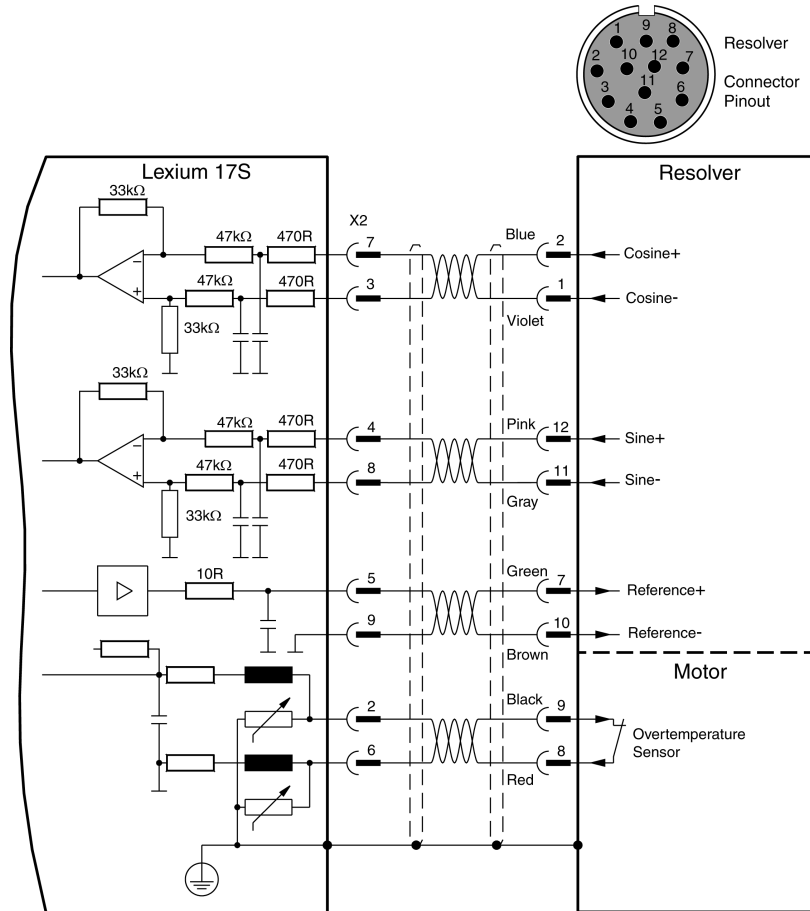 1 9 8
Resolver
2 10 12 7
11
Connector
Pinout
3 6
4 5
Lexium 17S
Resolver
33kΩ
X2
47kΩ 470R 7 Blue 2 Cosine+
47kΩ 470R 3 1 Cosine-
Violet
33kΩ
33kΩ
47kΩ 470R 4 Pink 12 Sine+
47kΩ 470R 8 11 Sine-
Gray
33kΩ
10R 5 Green 7 Reference+
9 10 Reference-
Brown
Motor
2 Black 9
Overtemperature
Sensor
6 8
Red
− +
− +